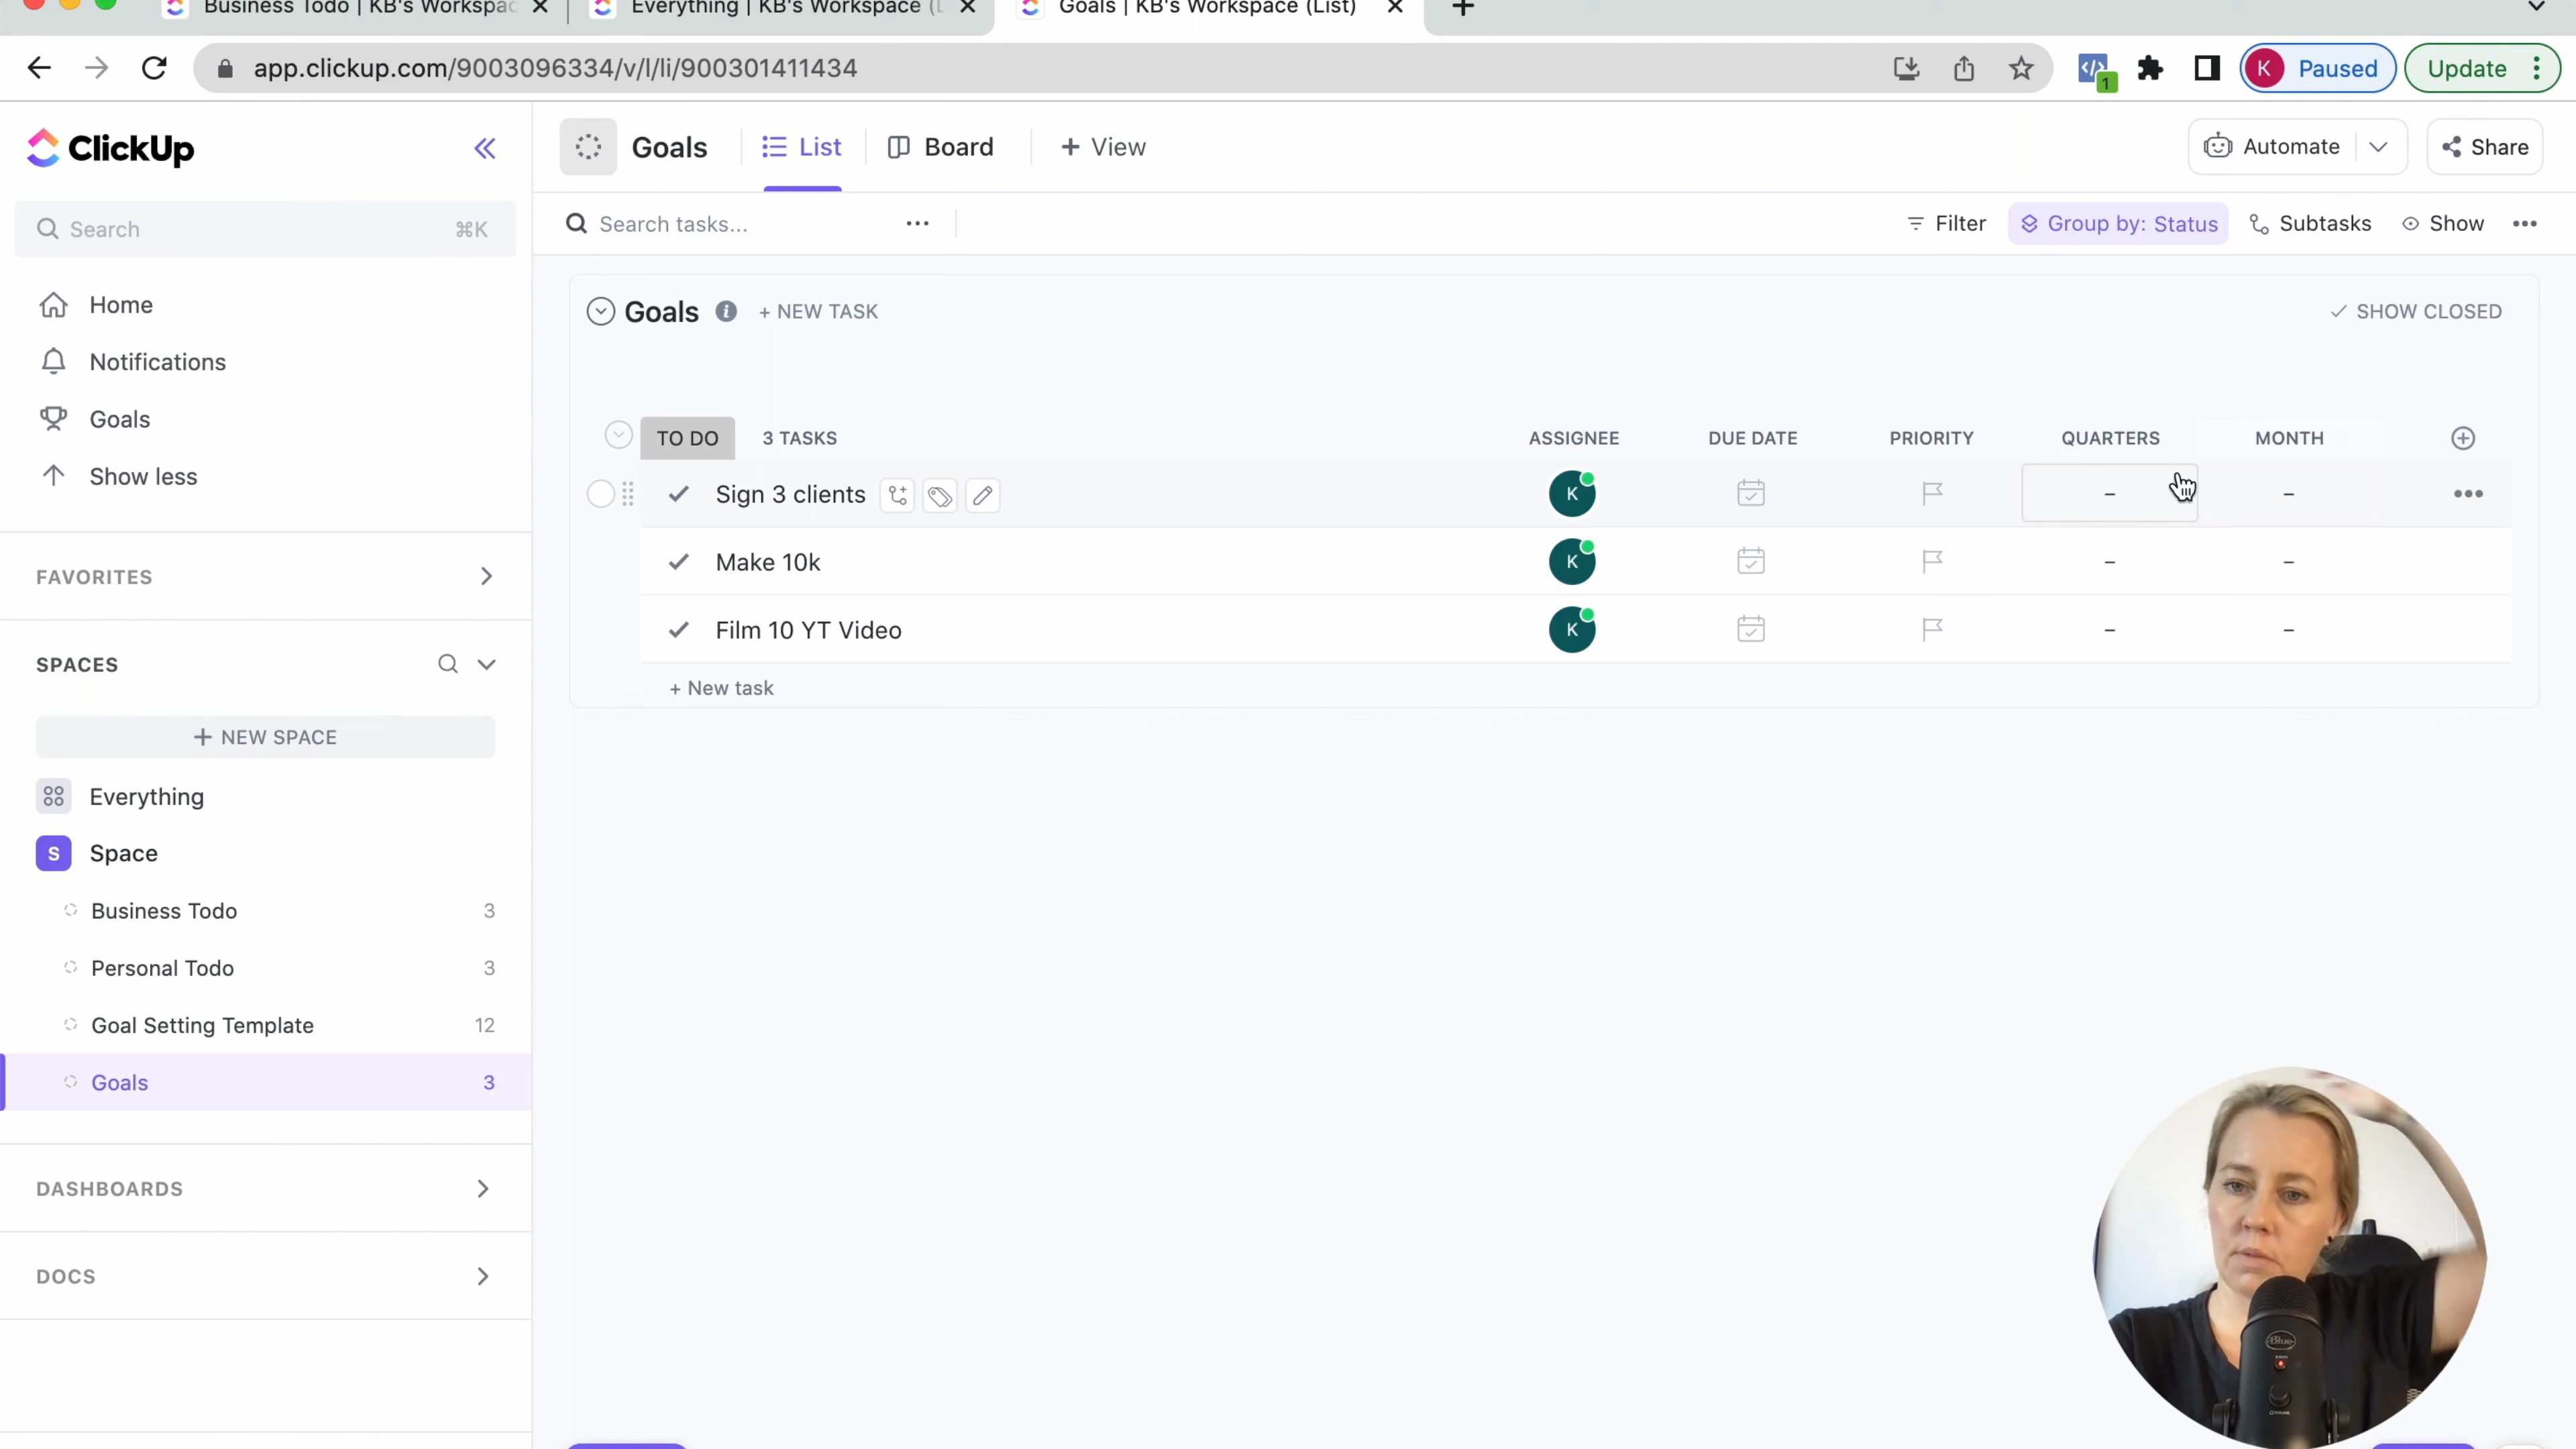 Business Todo | KB's Workspac
Everything | KB's Workspace (L
Goals | KB's Workspace (List)
app.clickup.com/9003096334/v/l/li/900301411434
1
K
Paused
Update
ClickUp
Goals
List
Board
+ View
Automate
Share
Search
⌘K
Search tasks...
Filter
Group by: Status
Subtasks
Show
Home
Notifications
Goals
Show less
Goals
+ NEW TASK
SHOW CLOSED
TO DO
3 TASKS
ASSIGNEE
DUE DATE
PRIORITY
QUARTERS
MONTH
Sign 3 clients
K
–
–
Make 10k
K
–
–
Film 10 YT Video
K
–
–
+ New task
FAVORITES
SPACES
+ NEW SPACE
Everything
S
Space
Business Todo
3
Personal Todo
3
Goal Setting Template
12
Goals
3
DASHBOARDS
DOCS
Blue